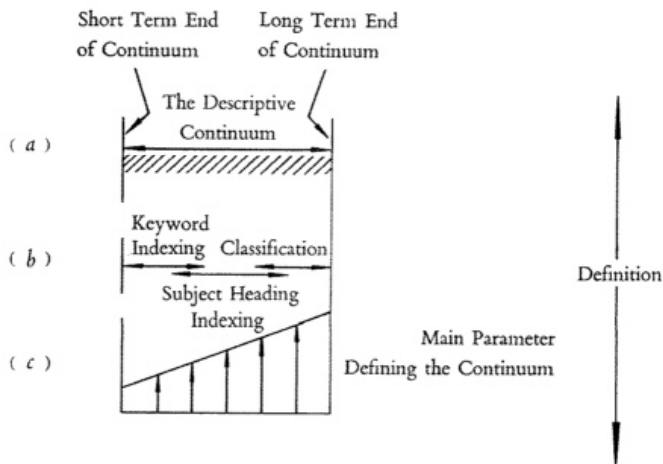 Short Term End
of Continuum
Long Term End
of Continuum
The Descriptive
Continuum
( a )
Keyword
Indexing
Classification
( b )
Subject Heading
Indexing
Definition
( c )
Main Parameter
Defining the Continuum